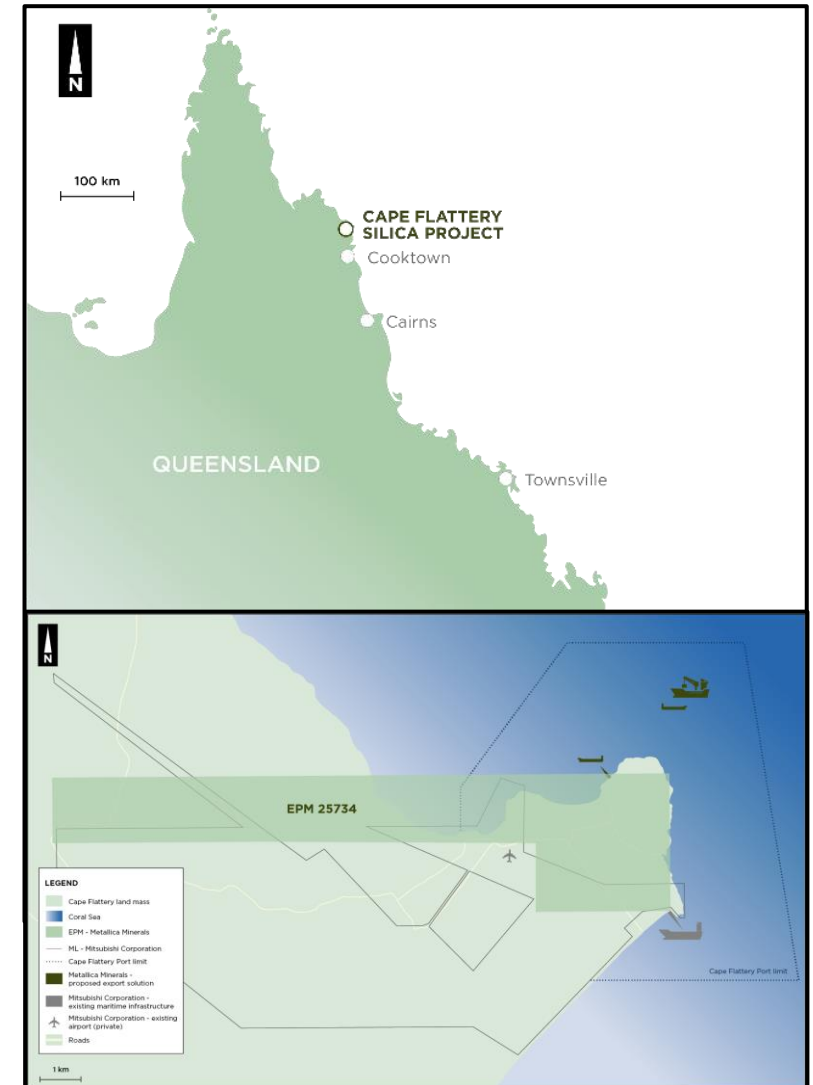 N
100 km
CAPE FLATTERY
SILICA PROJECT
Cooktown
Cairns
QUEENSLAND
Townsville
N
EPM 25734
LEGEND
Cape Flattery land mass
Coral Sea
EPM - Metallica Minerals
ML - Mitsubishi Corporation
Cape Flattery Port limit
Metallica Minerals -
proposed export solution
Mitsubishi Corporation -
existing maritime infrastructure
Mitsubishi Corporation - existing
airport (private)
Roads
Cape Flattery Port limit
1 km